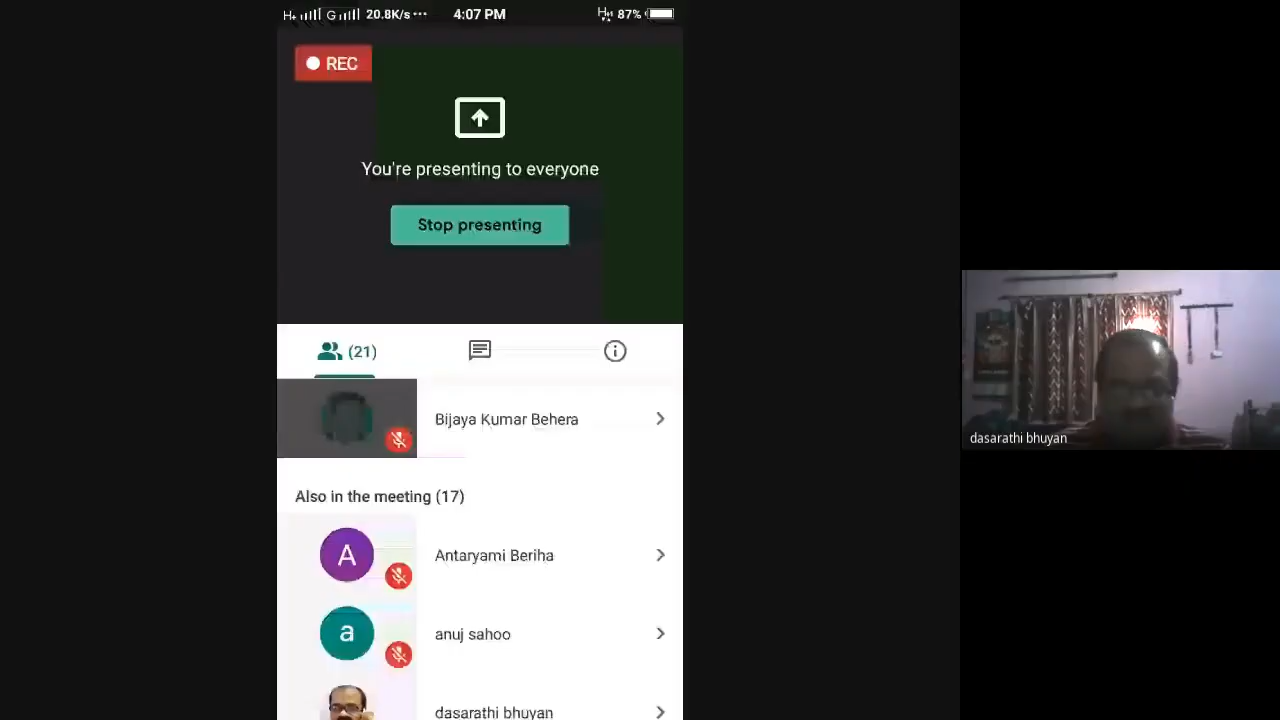 H+ G 20.8K/s ··· 4:07 PM H+ 87%
REC
You're presenting to everyone
Stop presenting
(21)
Bijaya Kumar Behera
Also in the meeting (17)
A
Antaryami Beriha
a
anuj sahoo
dasarathi bhuyan
dasarathi bhuyan